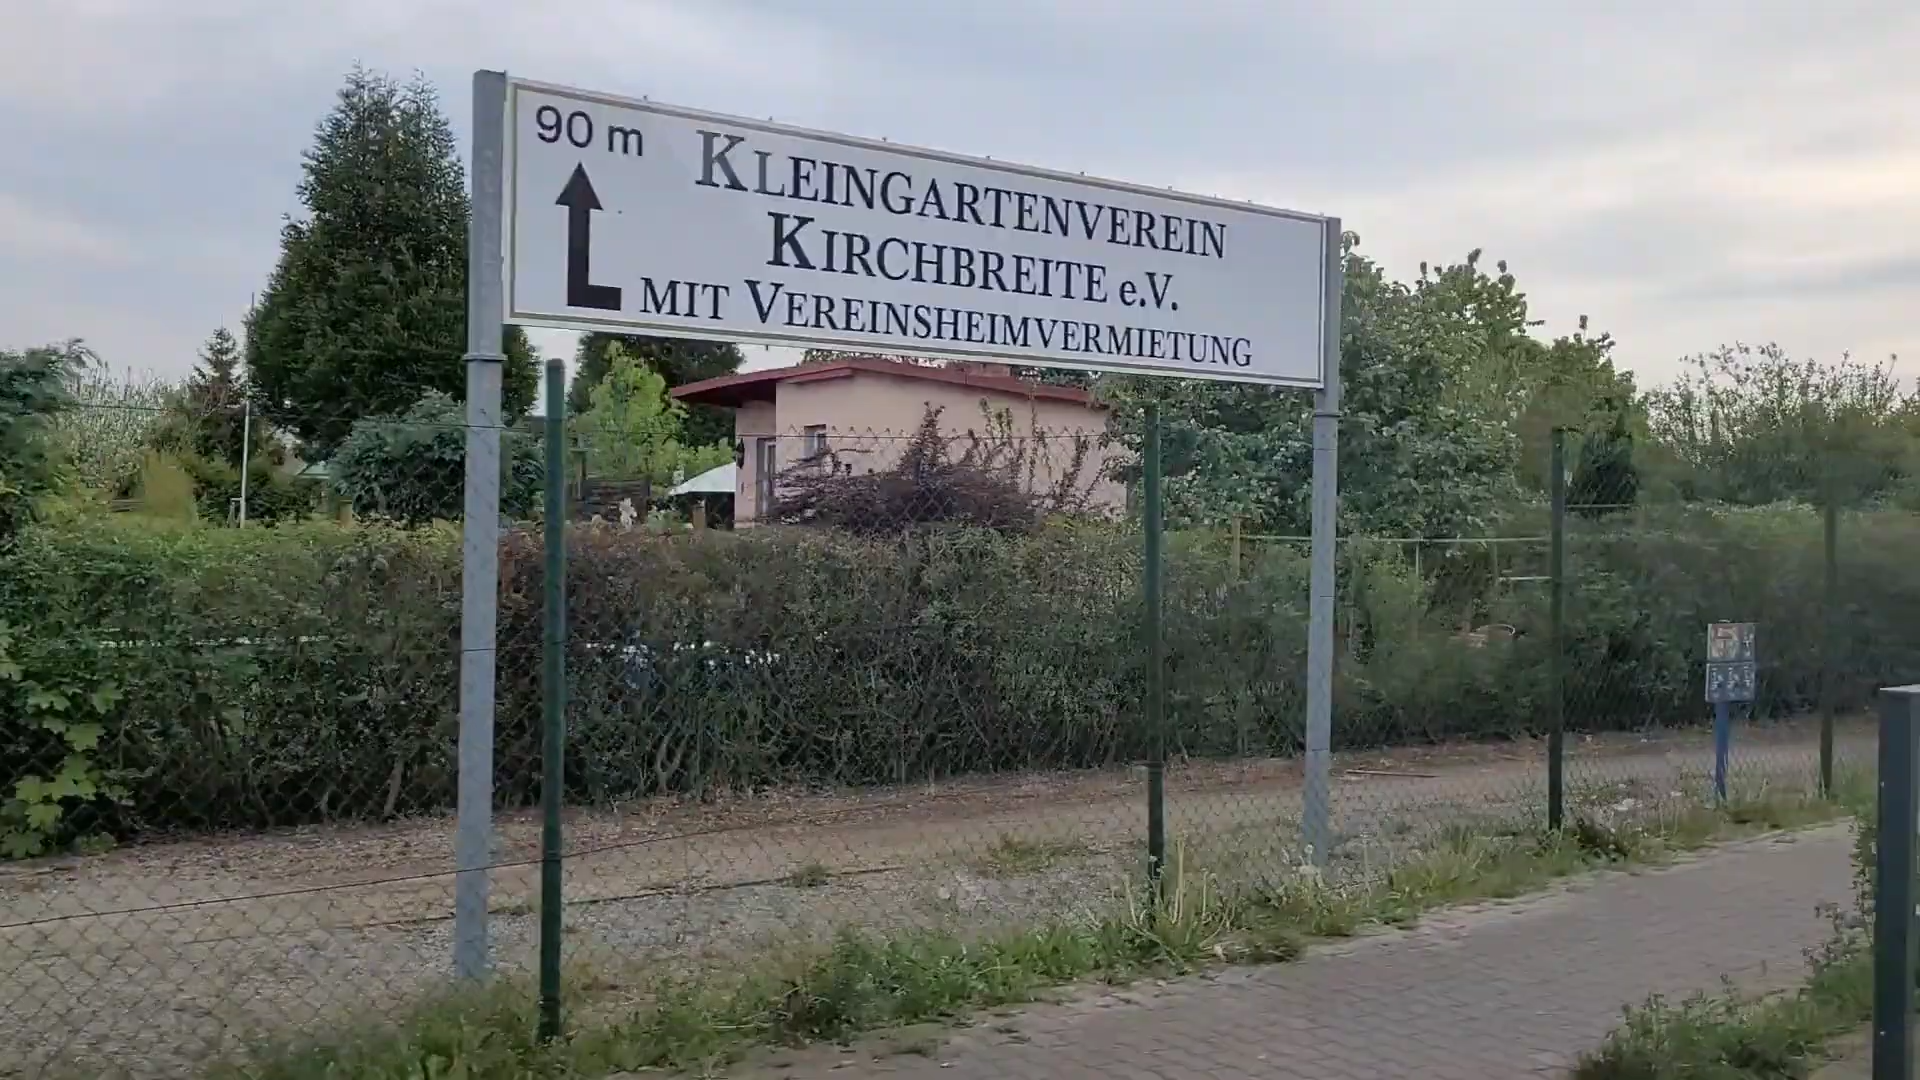 90 m
KLEINGARTENVEREIN
KIRCHBREITE e.V.
MIT VEREINSHEIMVERMIETUNG